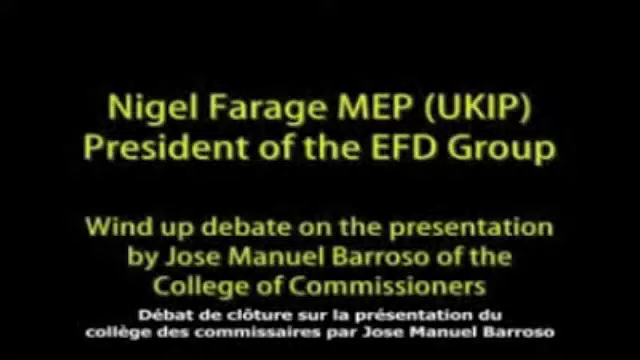 Nigel Farage MEP (UKIP)
President of the EFD Group
Wind up debate on the presentation
by Jose Manuel Barroso of the
College of Commissioners
Débat de clôture sur la présentation du
collège des commissaires par Jose Manuel Barroso